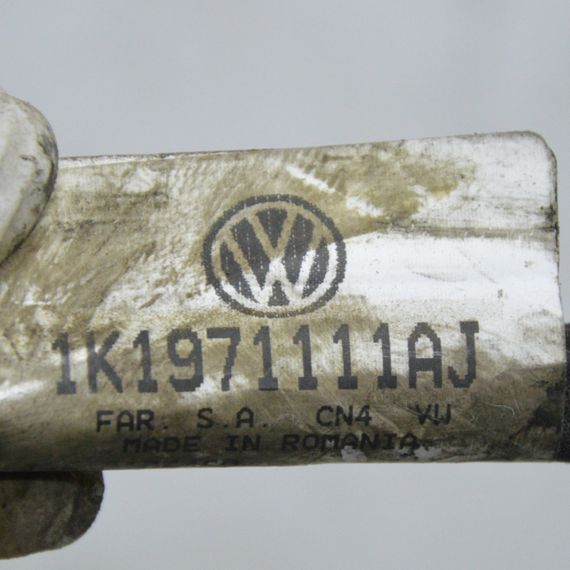 1K1971111AJ
FAR. S.A. CN4 VW
MADE IN ROMANIA